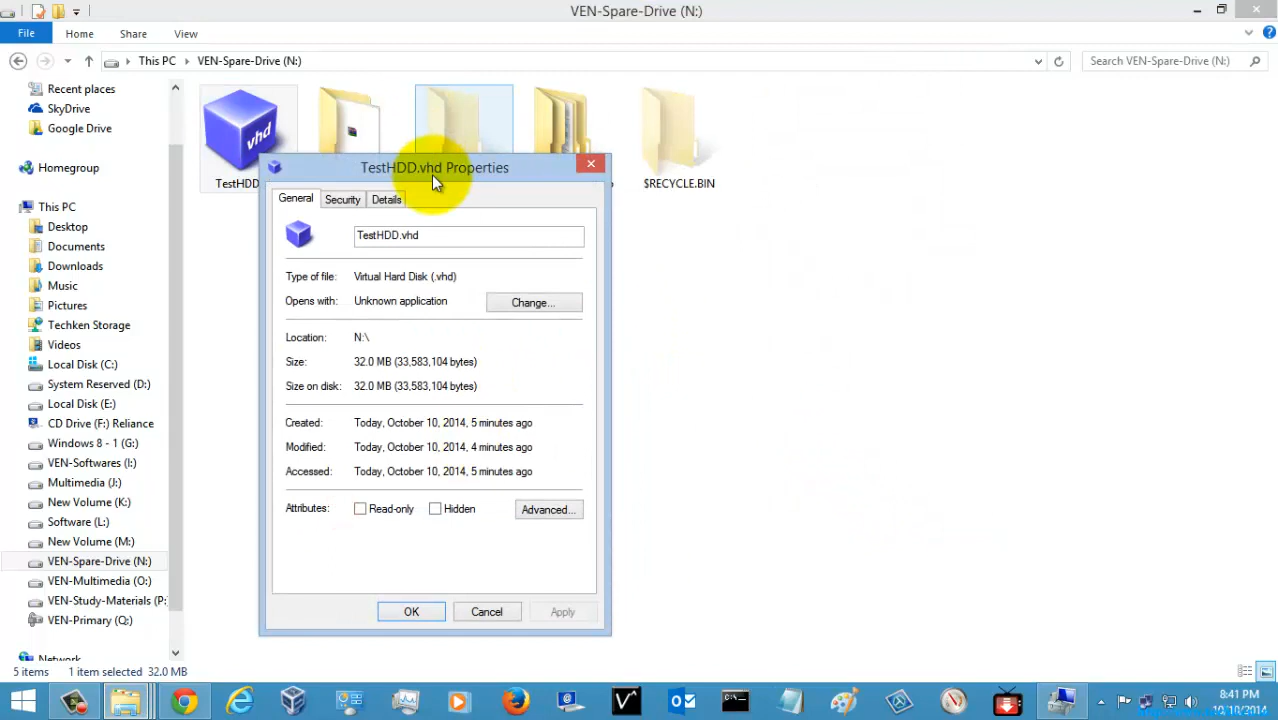 VEN-Spare-Drive (N:)
File Home Share View
This PC VEN-Spare-Drive (N:) Search VEN-Spare-Drive (N:)
Recent places
SkyDrive
Google Drive
Homegroup
This PC
Desktop
Documents
Downloads
Music
Pictures
Techken Storage
Videos
Local Disk (C:)
System Reserved (D:)
Local Disk (E:)
CD Drive (F:) Reliance
Windows 8 - 1 (G:)
VEN-Softwares (I:)
Multimedia (J:)
New Volume (K:)
Software (L:)
New Volume (M:)
VEN-Spare-Drive (N:)
VEN-Multimedia (O:)
VEN-Study-Materials (P:
VEN-Primary (Q:)
Network
vhd
TestHDD
$RECYCLE.BIN
TestHDD.vhd Properties
General Security Details
TestHDD.vhd
Type of file: Virtual Hard Disk (.vhd)
Opens with: Unknown application Change...
Location: N:\
Size: 32.0 MB (33,583,104 bytes)
Size on disk: 32.0 MB (33,583,104 bytes)
Created: Today, October 10, 2014, 5 minutes ago
Modified: Today, October 10, 2014, 4 minutes ago
Accessed: Today, October 10, 2014, 5 minutes ago
Attributes: Read-only Hidden Advanced...
OK Cancel Apply
5 items 1 item selected 32.0 MB
8:41 PM
10/10/2014